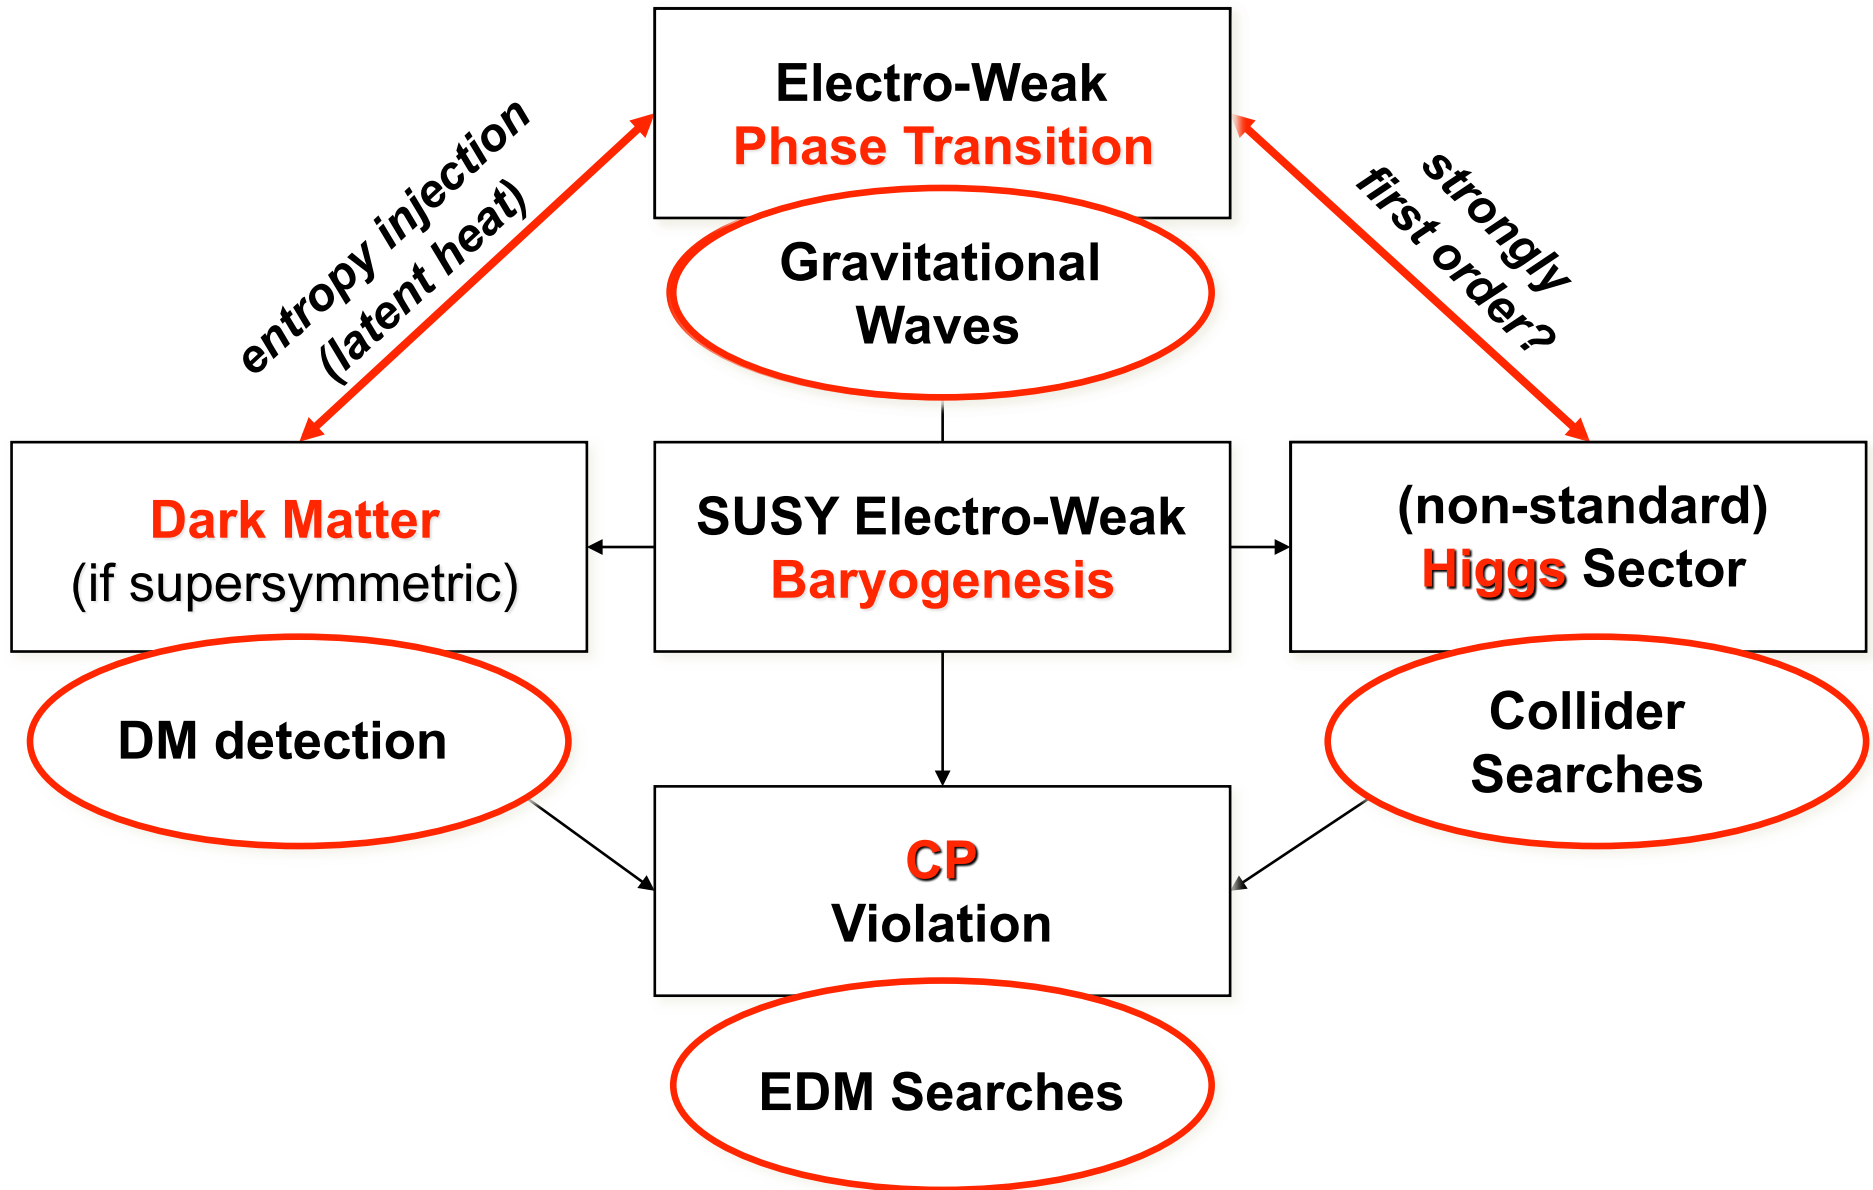 Electro-Weak
Phase Transition
entropy injection
(latent heat)
strongly
first order?
Gravitational
Waves
Dark Matter
(if supersymmetric)
SUSY Electro-Weak
Baryogenesis
(non-standard)
Higgs Sector
DM detection
Collider
Searches
CP
Violation
EDM Searches